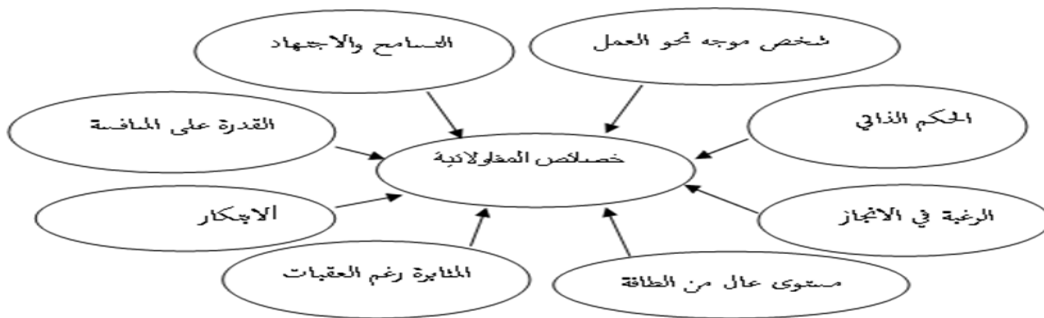 شخص موجه نحو العمل
التسامح والاجتهاد
الحكم الذاتي
القدرة على المنافسة
خصائص المقاولاتية
الرغبة في الانجاز
الابتكار
المثابرة رغم العقبات
مستوى عال من الطاقة